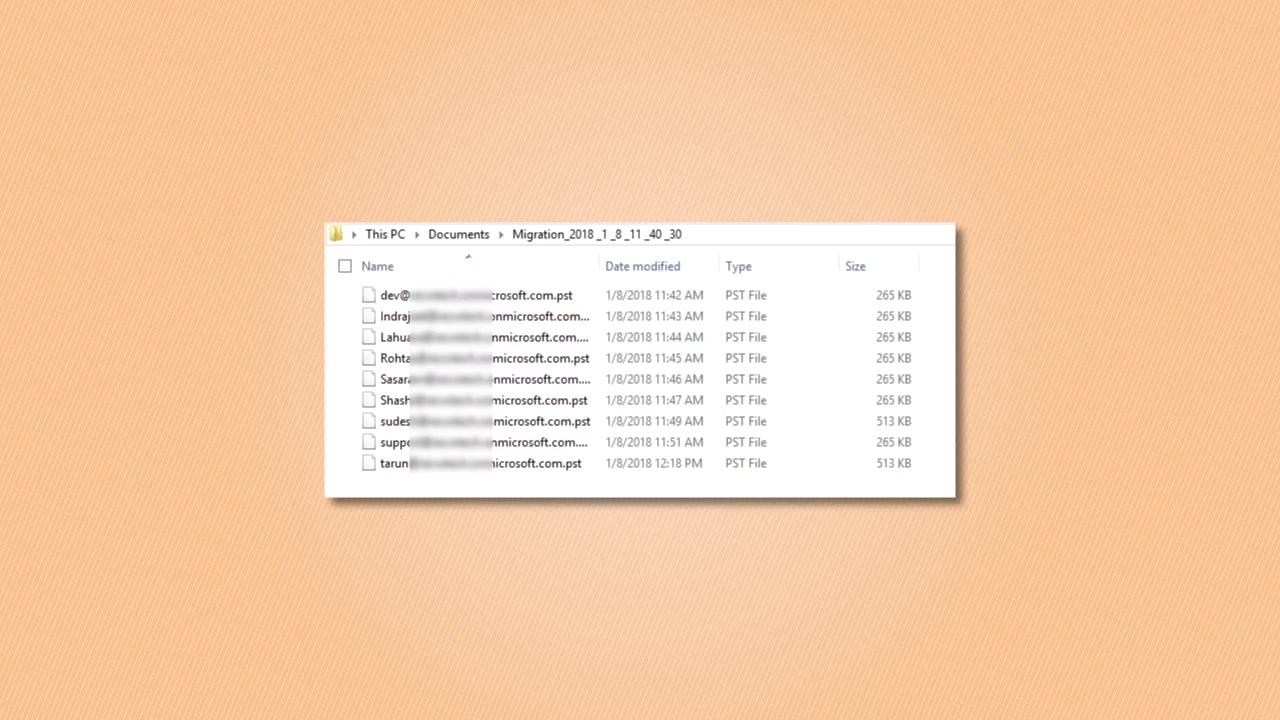 This PC Documents Migration_2018 _1 _8 _11 _40 _30
Name Date modified Type Size
dev@ crosoft.com.pst 1/8/2018 11:42 AM PST File 265 KB
Indraj onmicrosoft.com... 1/8/2018 11:43 AM PST File 265 KB
Lahu nmicrosoft.com.... 1/8/2018 11:44 AM PST File 265 KB
Rohta microsoft.com.pst 1/8/2018 11:45 AM PST File 265 KB
Sasara nmicrosoft.com.... 1/8/2018 11:46 AM PST File 265 KB
Shash microsoft.com.pst 1/8/2018 11:47 AM PST File 265 KB
sudes microsoft.com.pst 1/8/2018 11:49 AM PST File 513 KB
suppo nmicrosoft.com.... 1/8/2018 11:51 AM PST File 265 KB
tarun microsoft.com.pst 1/8/2018 12:18 PM PST File 513 KB